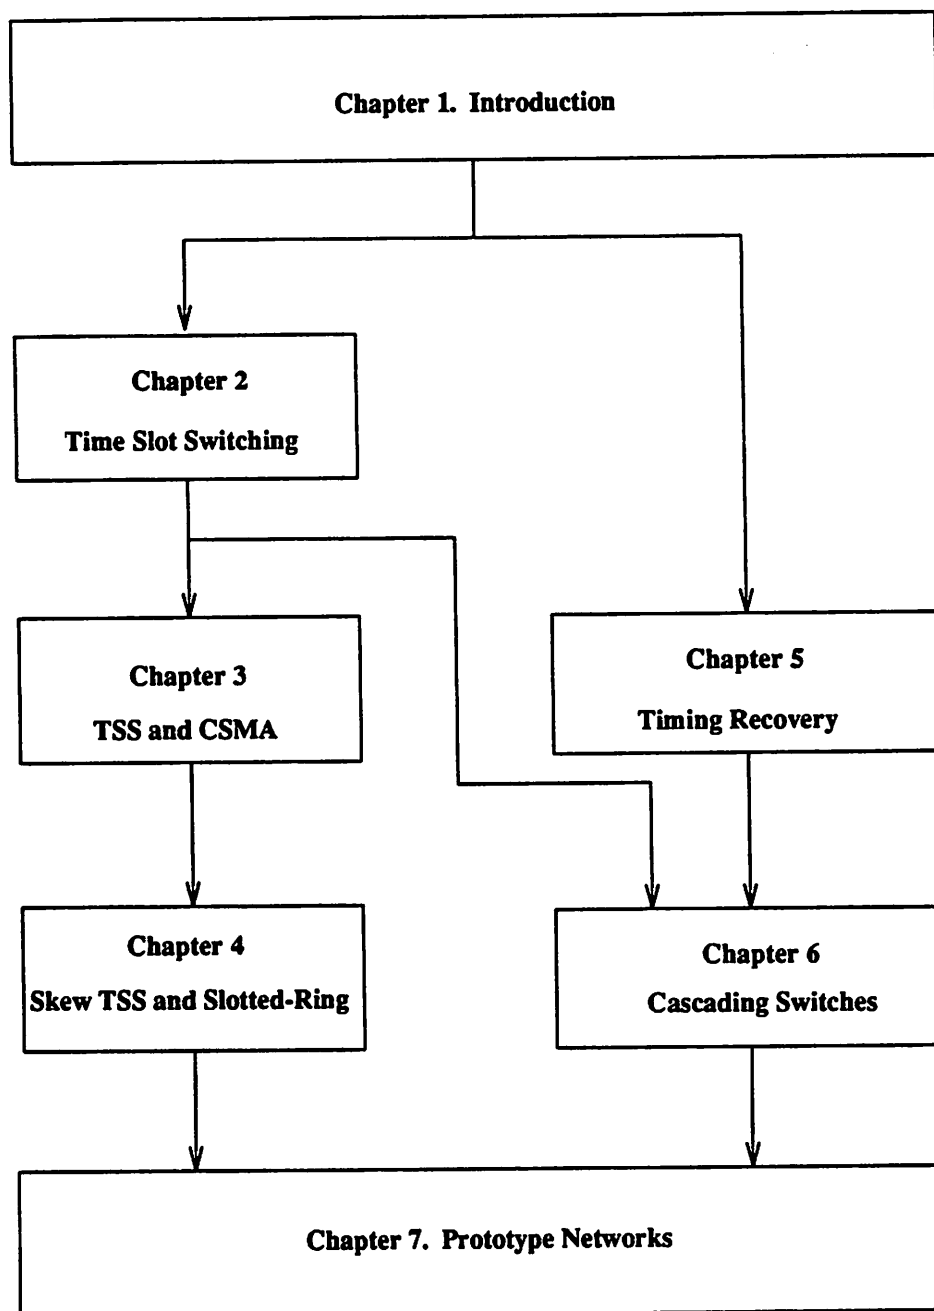 Chapter 1. Introduction
Chapter 2
Time Slot Switching
Chapter 3
TSS and CSMA
Chapter 5
Timing Recovery
Chapter 4
Skew TSS and Slotted-Ring
Chapter 6
Cascading Switches
Chapter 7. Prototype Networks